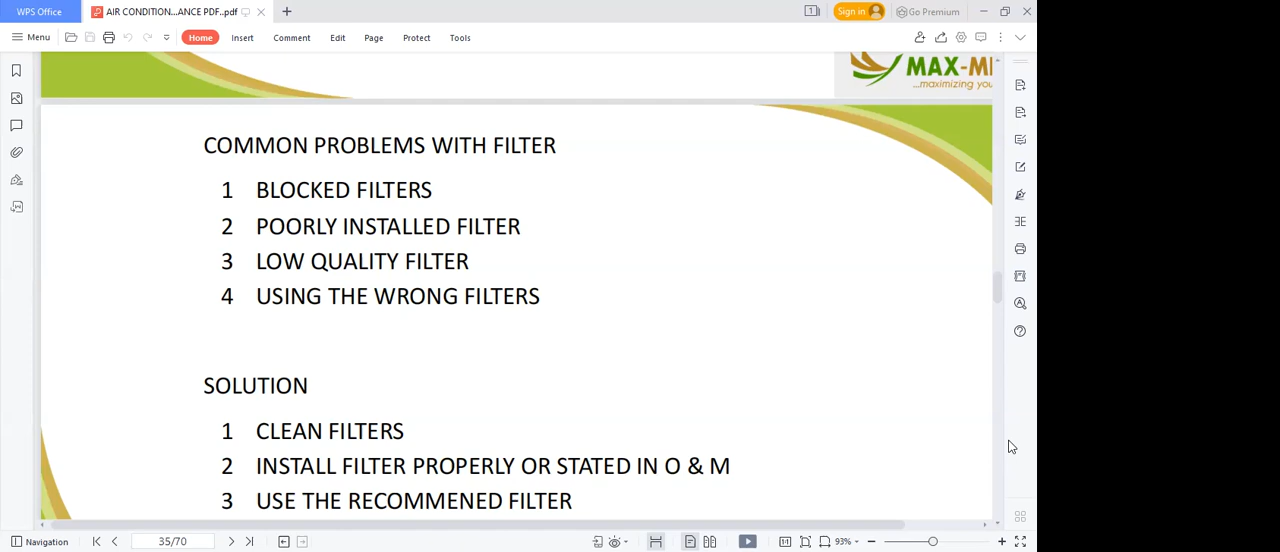 WPS Office
AIR CONDITION...ANCE PDF..pdf
1
Sign in
Go Premium
Menu
Home
Insert
Comment
Edit
Page
Protect
Tools
MAX-MI
...maximizing you
COMMON PROBLEMS WITH FILTER
1 BLOCKED FILTERS
2 POORLY INSTALLED FILTER
3 LOW QUALITY FILTER
4 USING THE WRONG FILTERS
SOLUTION
1 CLEAN FILTERS
2 INSTALL FILTER PROPERLY OR STATED IN O & M
3 USE THE RECOMMENED FILTER
Navigation
35/70
93%